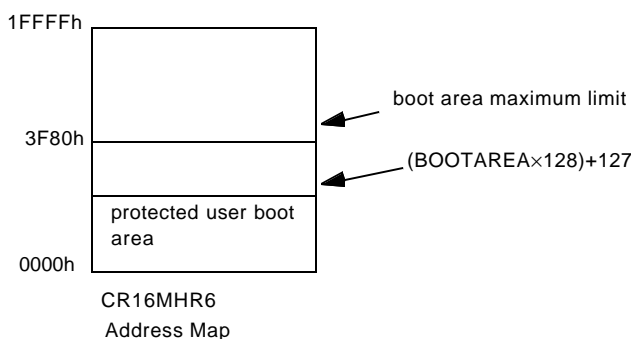 1FFFFh
boot area maximum limit
3F80h
(BOOTAREA×128)+127
protected user boot
area
0000h
CR16MHR6
Address Map